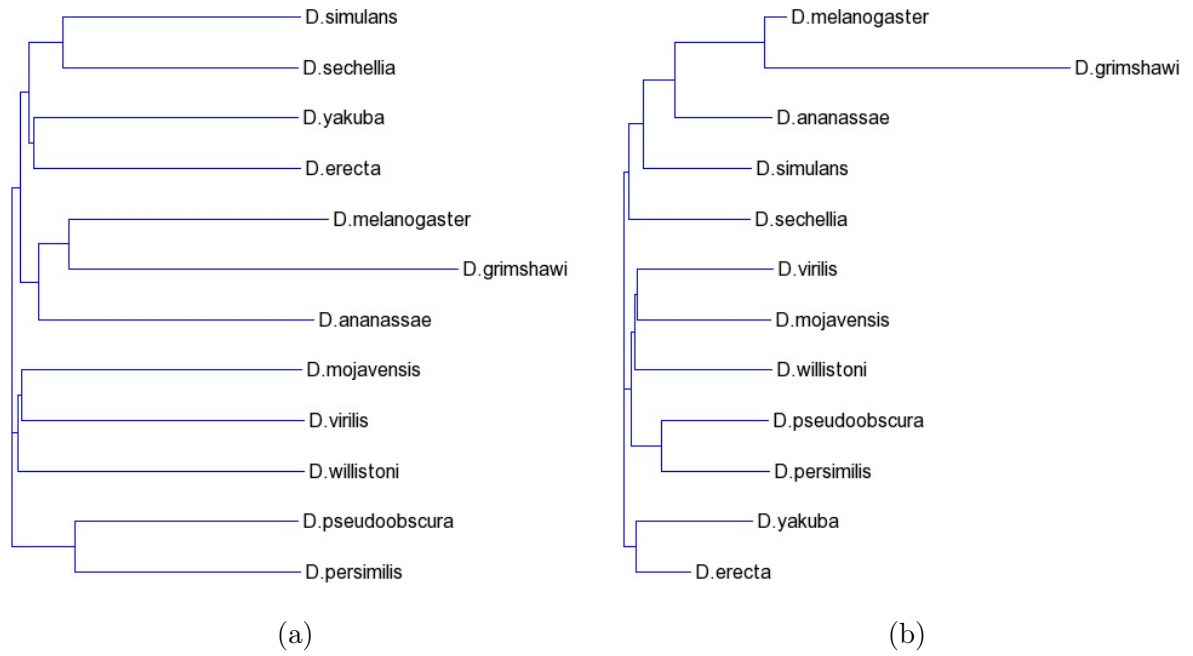 D.simulans
D.sechellia
D.yakuba
D.erecta
D.melanogaster
D.grimshawi
D.ananassae
D.mojavensis
D.virilis
D.willistoni
D.pseudoobscura
D.persimilis
(a)
D.melanogaster
D.grimshawi
D.ananassae
D.simulans
D.sechellia
D.virilis
D.mojavensis
D.willistoni
D.pseudoobscura
D.persimilis
D.yakuba
D.erecta
(b)